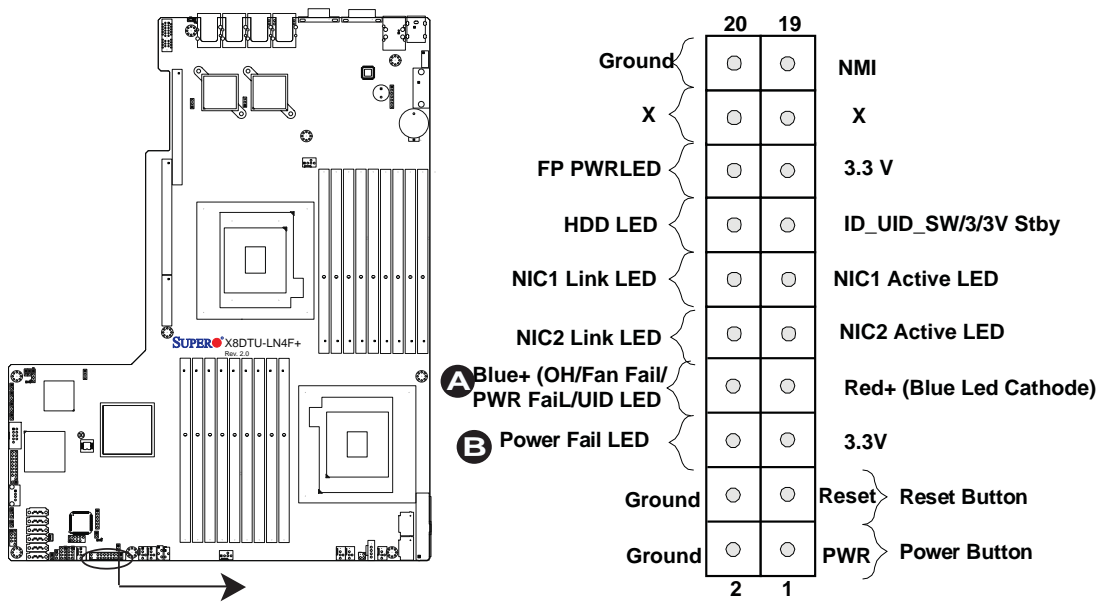 20 19
Ground NMI
X X
FP PWRLED 3.3 V
HDD LED ID_UID_SW/3/3V Stby
NIC1 Link LED NIC1 Active LED
NIC2 Link LED NIC2 Active LED
A Blue+ (OH/Fan Fail/
PWR FaiL/UID LED Red+ (Blue Led Cathode)
B Power Fail LED 3.3V
Ground Reset Reset Button
Ground PWR Power Button
2 1
SUPER X8DTU-LN4F+
Rev. 2.0